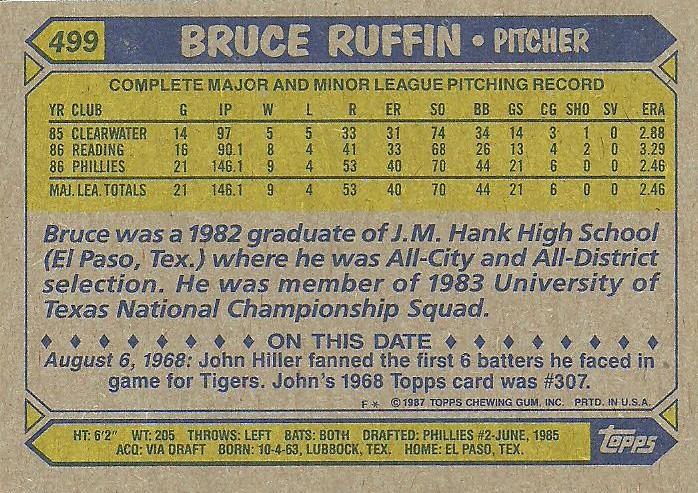 499 BRUCE RUFFIN • PITCHER
COMPLETE MAJOR AND MINOR LEAGUE PITCHING RECORD
YR CLUB G IP W L R ER SO BB GS CG SHO SV ERA
85 CLEARWATER 14 97 5 5 33 31 74 34 14 3 1 0 2.88
86 READING 16 90.1 8 4 41 33 68 26 13 4 2 0 3.29
86 PHILLIES 21 146.1 9 4 53 40 70 44 21 6 0 0 2.46
MAJ. LEA. TOTALS 21 146.1 9 4 53 40 70 44 21 6 0 0 2.46
Bruce was a 1982 graduate of J.M. Hank High School
(El Paso, Tex.) where he was All-City and All-District
selection. He was member of 1983 University of
Texas National Championship Squad.
♦ ♦ ♦ ♦ ♦ ♦ ♦ ♦ ON THIS DATE ♦ ♦ ♦ ♦ ♦ ♦ ♦ ♦
August 6, 1968: John Hiller fanned the first 6 batters he faced in
game for Tigers. John's 1968 Topps card was #307.
F * © 1987 TOPPS CHEWING GUM, INC. PRTD. IN U.S.A.
HT: 6'2" WT: 205 THROWS: LEFT BATS: BOTH DRAFTED: PHILLIES #2-JUNE, 1985
ACQ: VIA DRAFT BORN: 10-4-63, LUBBOCK, TEX. HOME: EL PASO, TEX.
TOPPS